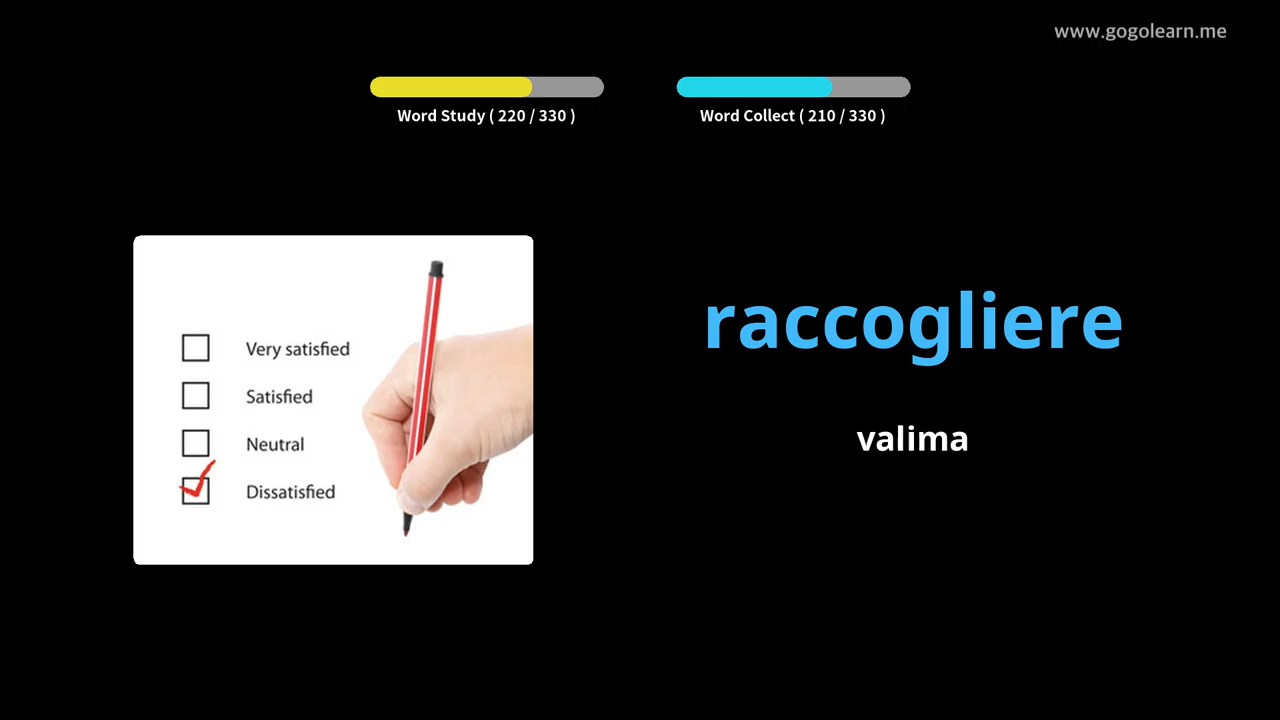 www.gogolearn.me
Word Study ( 220 / 330 )
Word Collect ( 210 / 330 )
Very satisfied
Satisfied
Neutral
Dissatisfied
raccogliere
valima